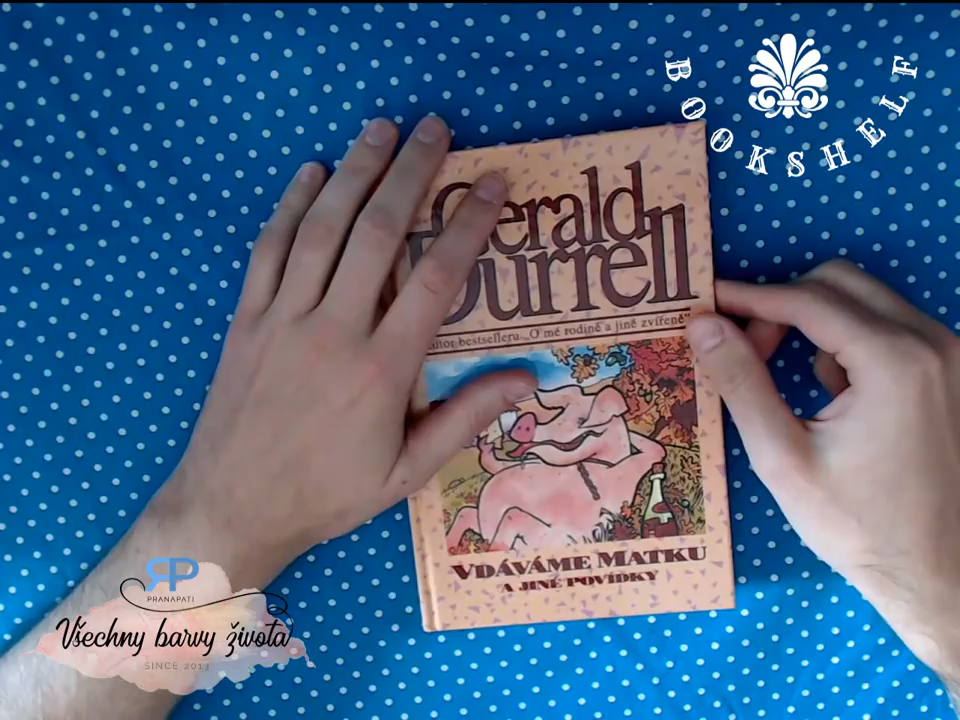 BOOKSHELF
Gerald
Durrell
autor bestselleru „O mé rodině a jiné zvířeně“
VDÁVÁME MATKU
A JINÉ POVÍDKY
RP
PRANAPATI
Všechny barvy života
SINCE 2013